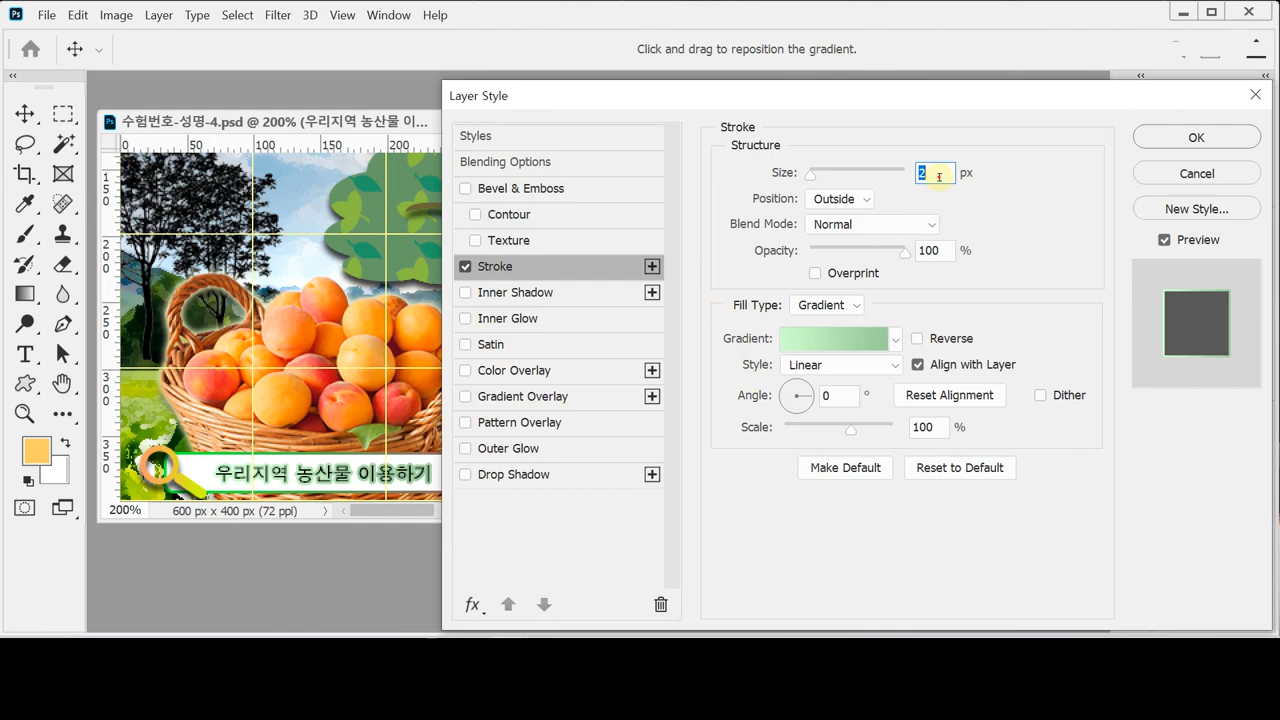 Ps File Edit Image Layer Type Select Filter 3D View Window Help
Click and drag to reposition the gradient.
Layer Style
Ps 수험번호-성명-4.psd @ 200% (우리지역 농산물 이...
0 50 100 150 200
150
200
250
300
350
우리지역 농산물 이용하기
200% 600 px x 400 px (72 ppi)
Styles
Blending Options
Bevel & Emboss
Contour
Texture
Stroke
Inner Shadow
Inner Glow
Satin
Color Overlay
Gradient Overlay
Pattern Overlay
Outer Glow
Drop Shadow
fx
Stroke
Structure
Size: 2 px
Position: Outside
Blend Mode: Normal
Opacity: 100 %
Overprint
Fill Type: Gradient
Gradient: Reverse
Style: Linear Align with Layer
Angle: 0 ° Reset Alignment Dither
Scale: 100 %
Make Default Reset to Default
OK
Cancel
New Style...
Preview